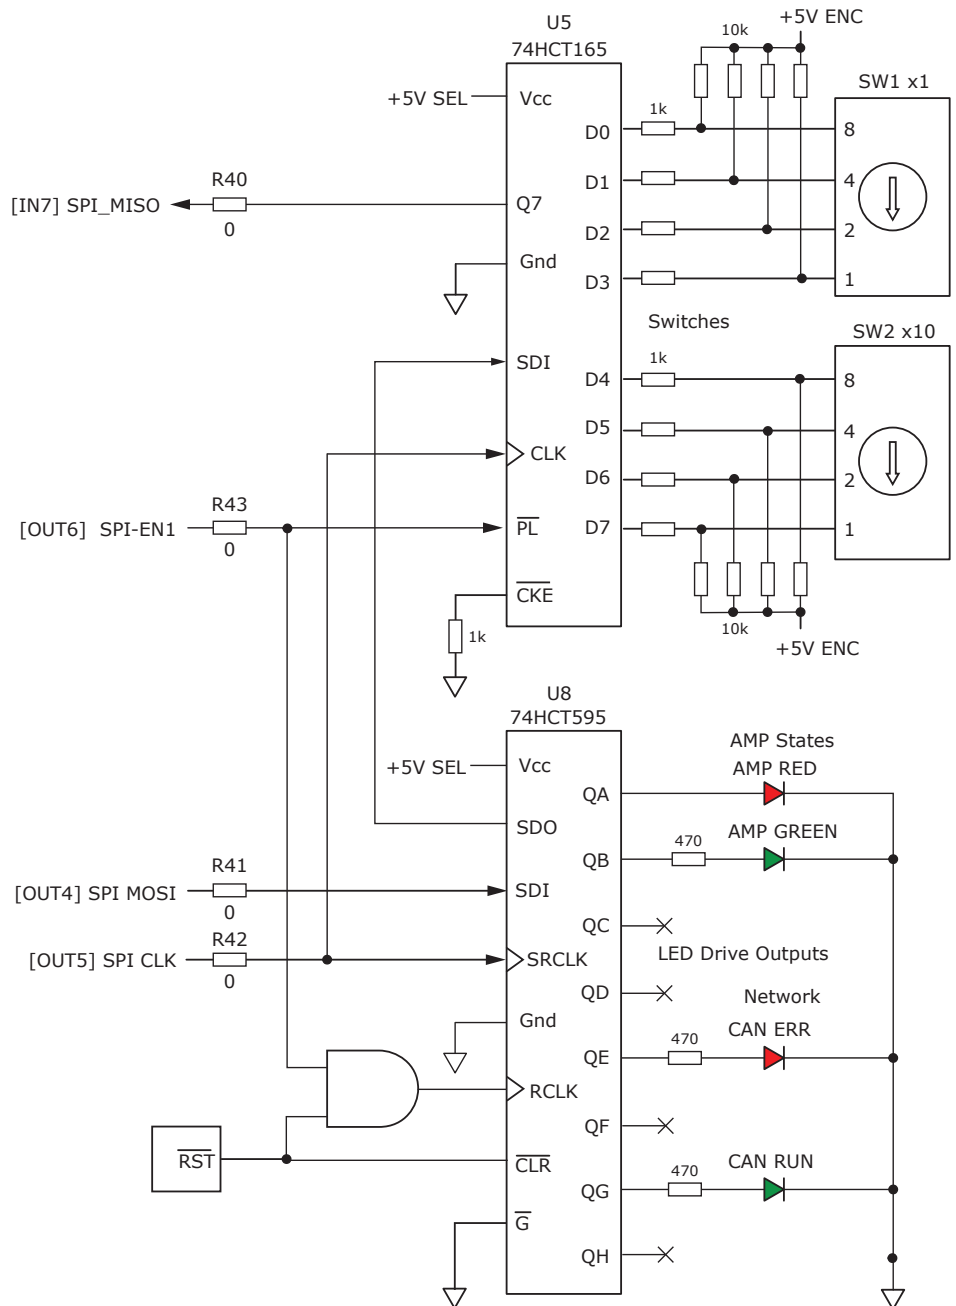 U5
74HCT165
+5V ENC
10k
SW1 x1
+5V SEL
Vcc
1k
D0
8
R40
[IN7] SPI_MISO
0
Q7
D1
4
D2
2
Gnd
D3
1
Switches
SW2 x10
1k
SDI
D4
8
D5
4
CLK
D6
2
R43
[OUT6] SPI-EN1
0
PL
D7
1
CKE
1k
10k
+5V ENC
U8
74HCT595
AMP States
AMP RED
+5V SEL
Vcc
QA
SDO
470
AMP GREEN
QB
R41
[OUT4] SPI MOSI
0
SDI
QC
R42
[OUT5] SPI CLK
0
SRCLK
LED Drive Outputs
QD
Network
Gnd
CAN ERR
470
QE
RCLK
QF
RST
CLR
470
CAN RUN
QG
G
QH